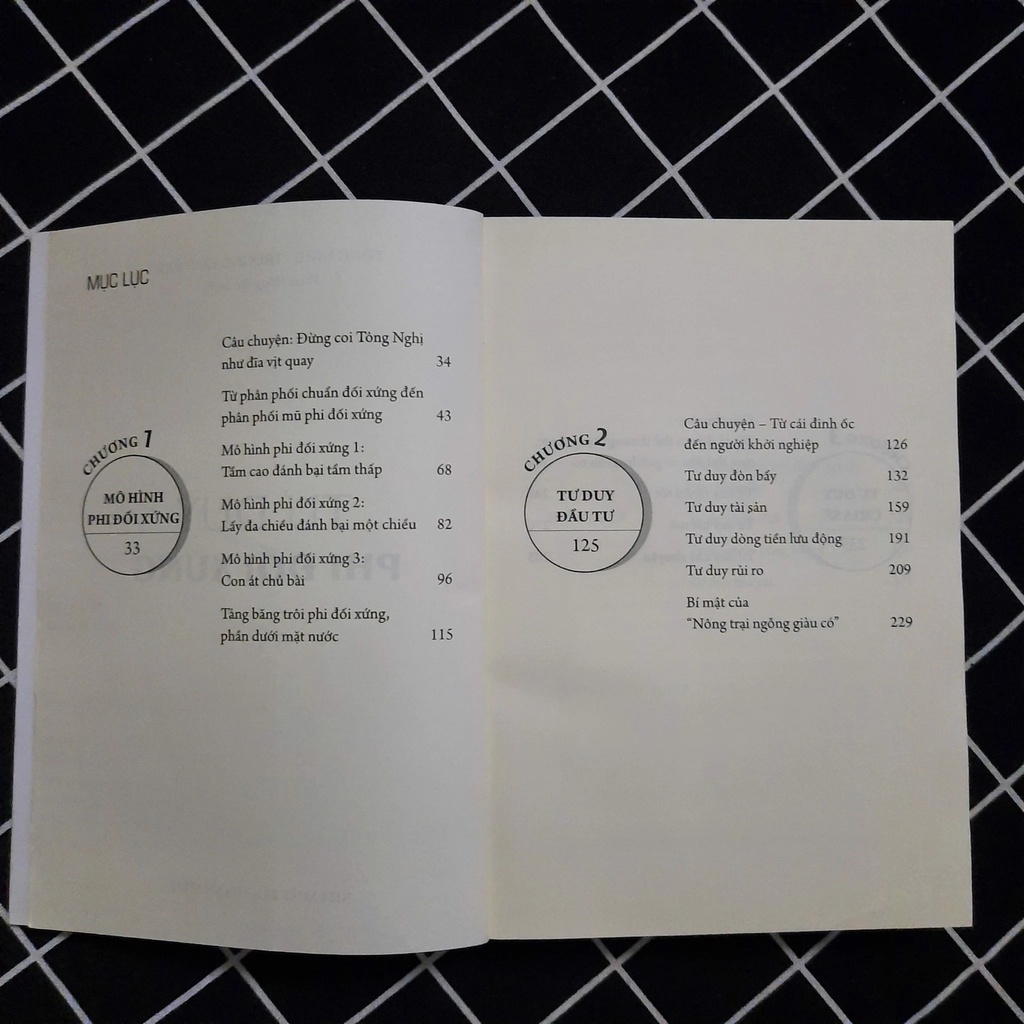 MỤC LỤC
CHƯƠNG 1
MÔ HÌNH
PHI ĐỐI XỨNG
33
Câu chuyện: Đừng coi Tông Nghị
như đĩa vịt quay 34
Từ phân phối chuẩn đối xứng đến
phân phối mũ phi đối xứng 43
Mô hình phi đối xứng 1:
Tầm cao đánh bại tầm thấp 68
Mô hình phi đối xứng 2:
Lấy đa chiều đánh bại một chiều 82
Mô hình phi đối xứng 3:
Con át chủ bài 96
Tảng băng trôi phi đối xứng,
phần dưới mặt nước 115
CHƯƠNG 2
TƯ DUY
ĐẦU TƯ
125
Câu chuyện – Từ cái đinh ốc
đến người khởi nghiệp 126
Tư duy đòn bẩy 132
Tư duy tài sản 159
Tư duy dòng tiền lưu động 191
Tư duy rủi ro 209
Bí mật của
“Nông trại ngỗng giàu có” 229